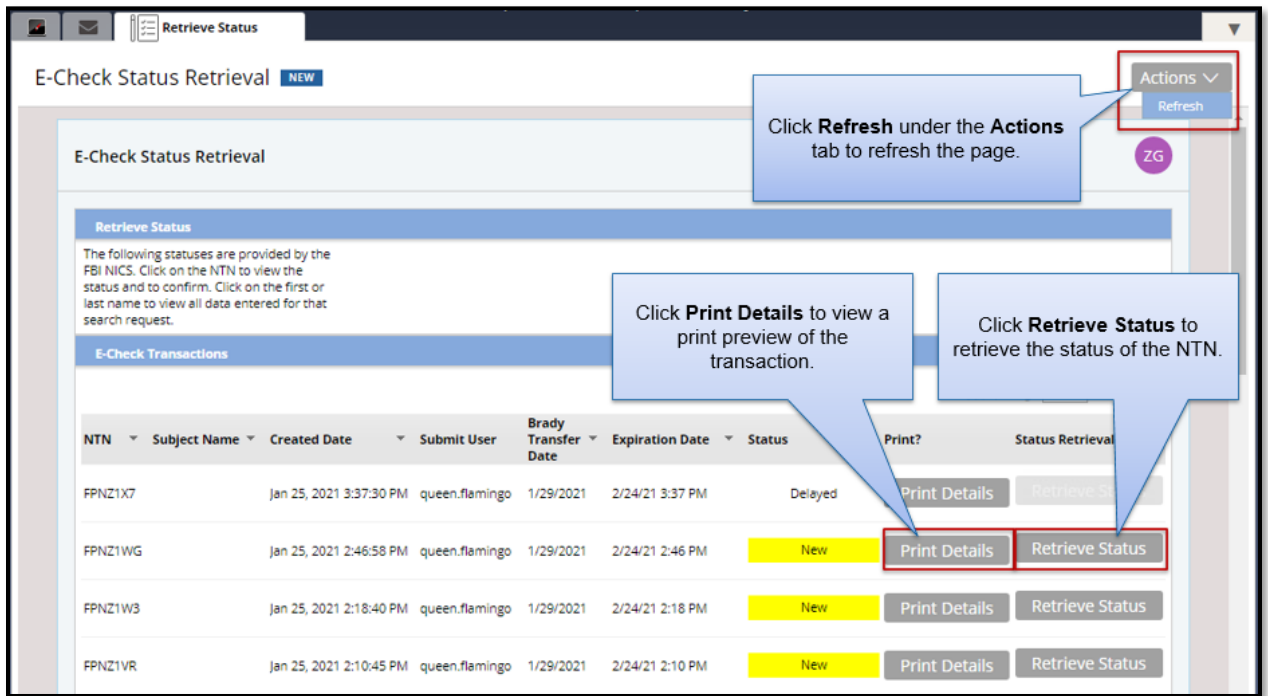 Retrieve Status
E-Check Status Retrieval NEW
Actions
Refresh
Click Refresh under the Actions
tab to refresh the page.
E-Check Status Retrieval
ZG
Retrieve Status
The following statuses are provided by the
FBI NICS. Click on the NTN to view the
status and to confirm. Click on the first or
last name to view all data entered for that
search request.
Click Print Details to view a
print preview of the
transaction.
Click Retrieve Status to
retrieve the status of the NTN.
E-Check Transactions
NTN Subject Name Created Date Submit User Brady Transfer Date Expiration Date Status Print? Status Retrieval
FPNZ1X7 Jan 25, 2021 3:37:30 PM queen.flamingo 1/29/2021 2/24/21 3:37 PM Delayed Print Details Retrieve
FPNZ1WG Jan 25, 2021 2:46:58 PM queen.flamingo 1/29/2021 2/24/21 2:46 PM New Print Details Retrieve Status
FPNZ1W3 Jan 25, 2021 2:18:40 PM queen.flamingo 1/29/2021 2/24/21 2:18 PM New Print Details Retrieve Status
FPNZ1VR Jan 25, 2021 2:10:45 PM queen.flamingo 1/29/2021 2/24/21 2:10 PM New Print Details Retrieve Status